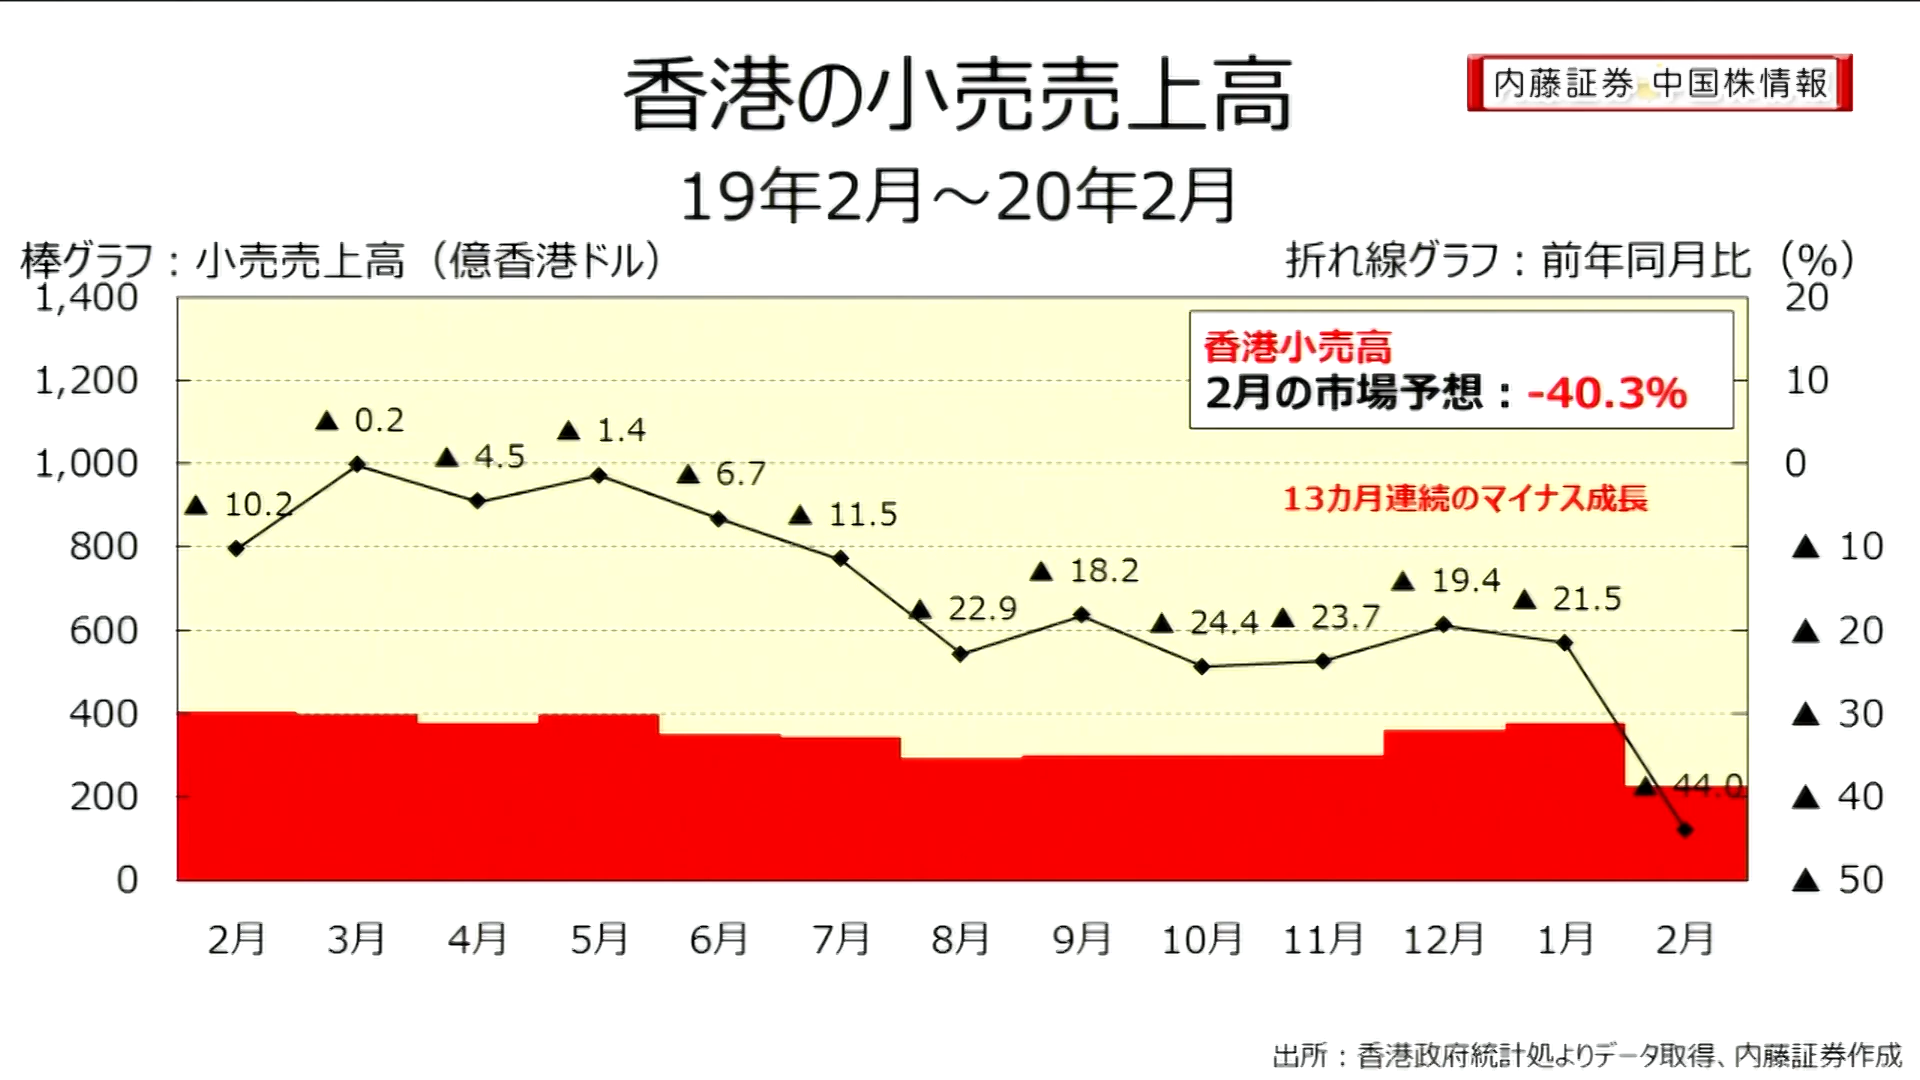 香港の小売売上高
内藤証券 中国株情報
19年2月～20年2月
棒グラフ：小売売上高（億香港ドル）
折れ線グラフ：前年同月比（%）
1,400
1,200
1,000
800
600
400
200
0
20
10
0
▲ 10
▲ 20
▲ 30
▲ 40
▲ 50
香港小売高
2月の市場予想：-40.3%
13カ月連続のマイナス成長
▲ 10.2
▲ 0.2
▲ 4.5
▲ 1.4
▲ 6.7
▲ 11.5
▲ 22.9
▲ 18.2
▲ 24.4
▲ 23.7
▲ 19.4
▲ 21.5
▲ 44.0
2月 3月 4月 5月 6月 7月 8月 9月 10月 11月 12月 1月 2月
出所：香港政府統計処よりデータ取得、内藤証券作成